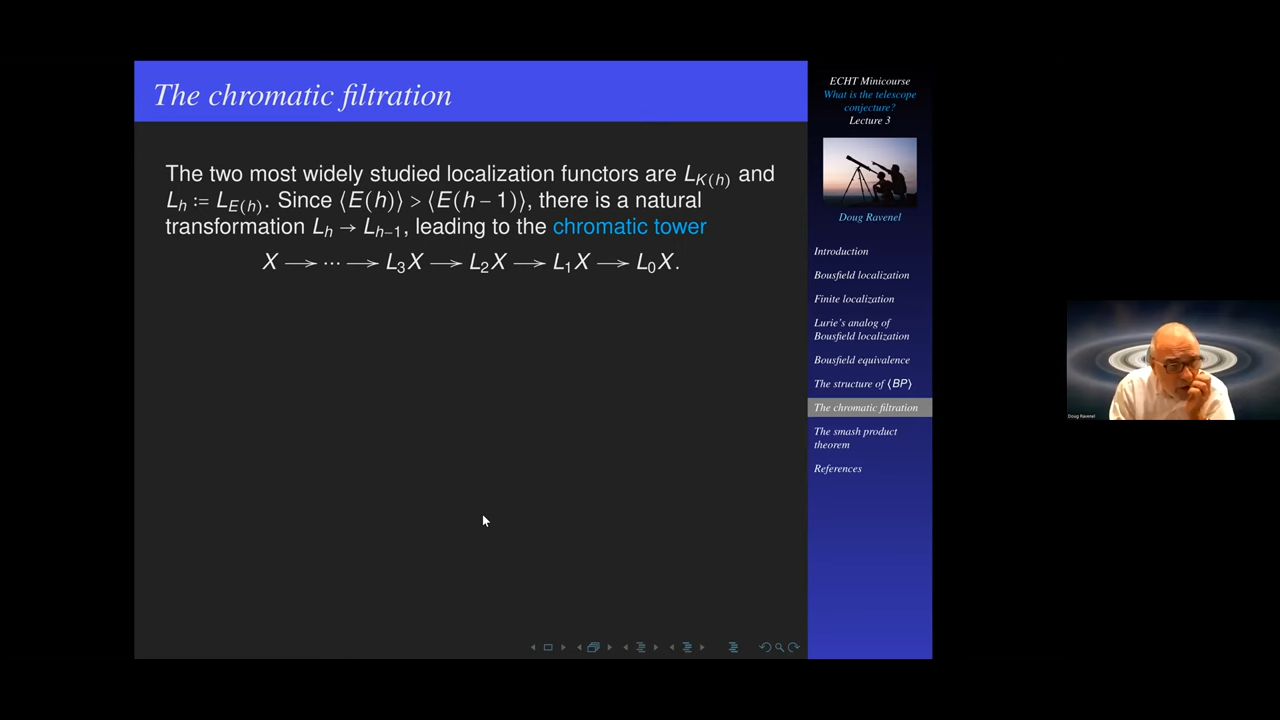 The chromatic filtration
The two most widely studied localization functors are L_{K(h)} and
L_h := L_{E(h)}. Since ⟨E(h)⟩ > ⟨E(h − 1)⟩, there is a natural
transformation L_h → L_{h−1}, leading to the chromatic tower
X ⟶ ⋯ ⟶ L_3X ⟶ L_2X ⟶ L_1X ⟶ L_0X.
ECHT Minicourse
What is the telescope
conjecture?
Lecture 3
Doug Ravenel
Introduction
Bousfield localization
Finite localization
Lurie's analog of
Bousfield localization
Bousfield equivalence
The structure of ⟨BP⟩
The chromatic filtration
The smash product
theorem
References
Doug Ravenel